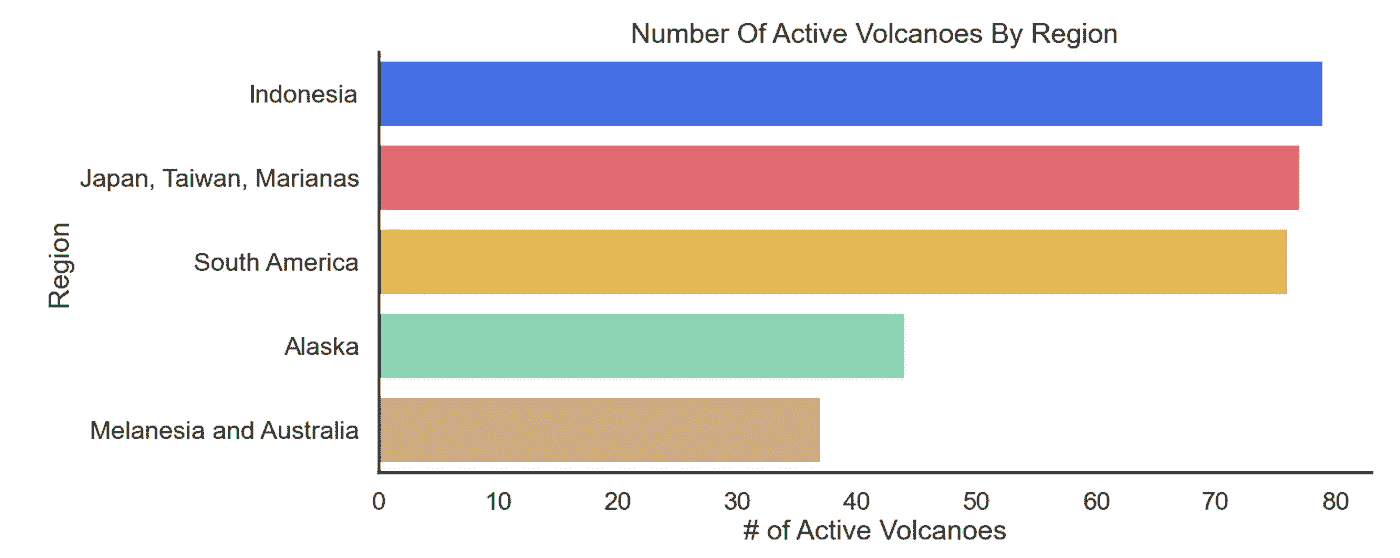 Number Of Active Volcanoes By Region
Indonesia
Japan, Taiwan, Marianas
South America
Alaska
Melanesia and Australia
Region
0 10 20 30 40 50 60 70 80
# of Active Volcanoes